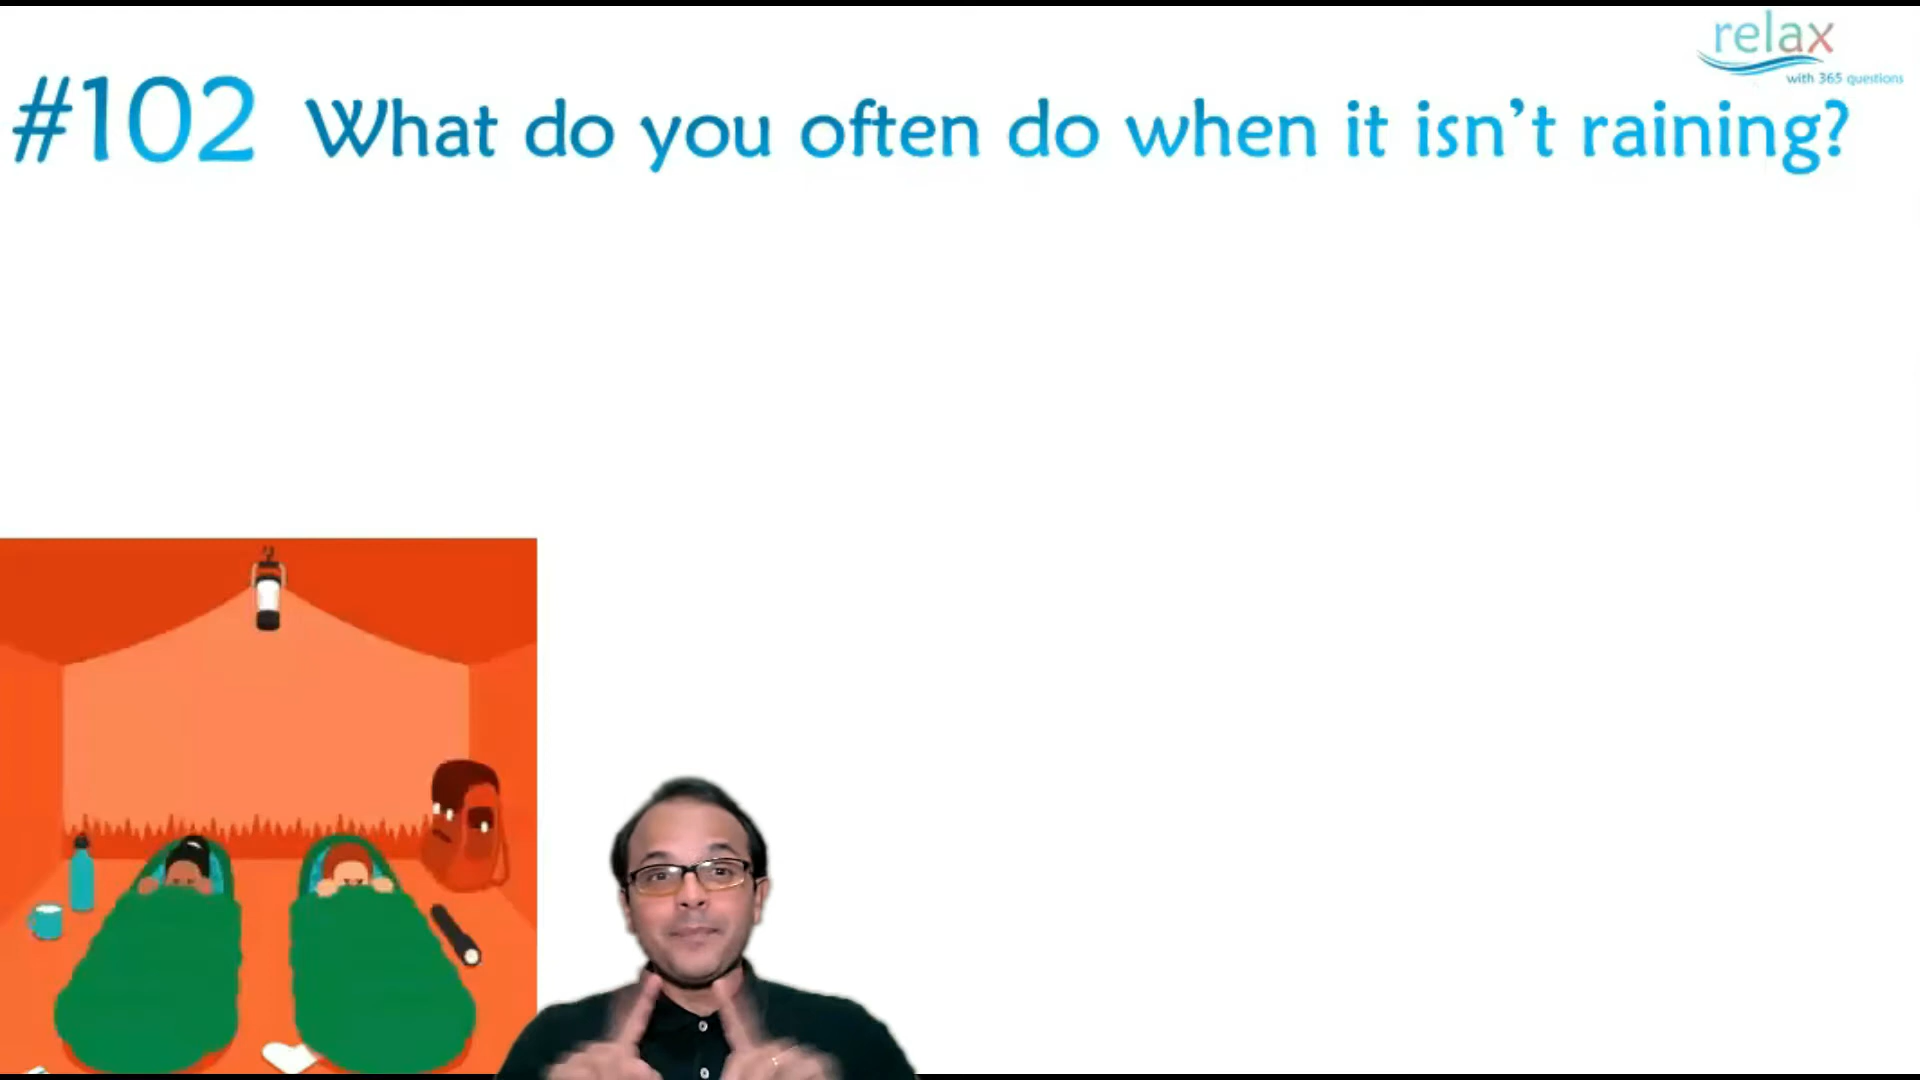 relax
with 365 questions
#102 What do you often do when it isn't raining?